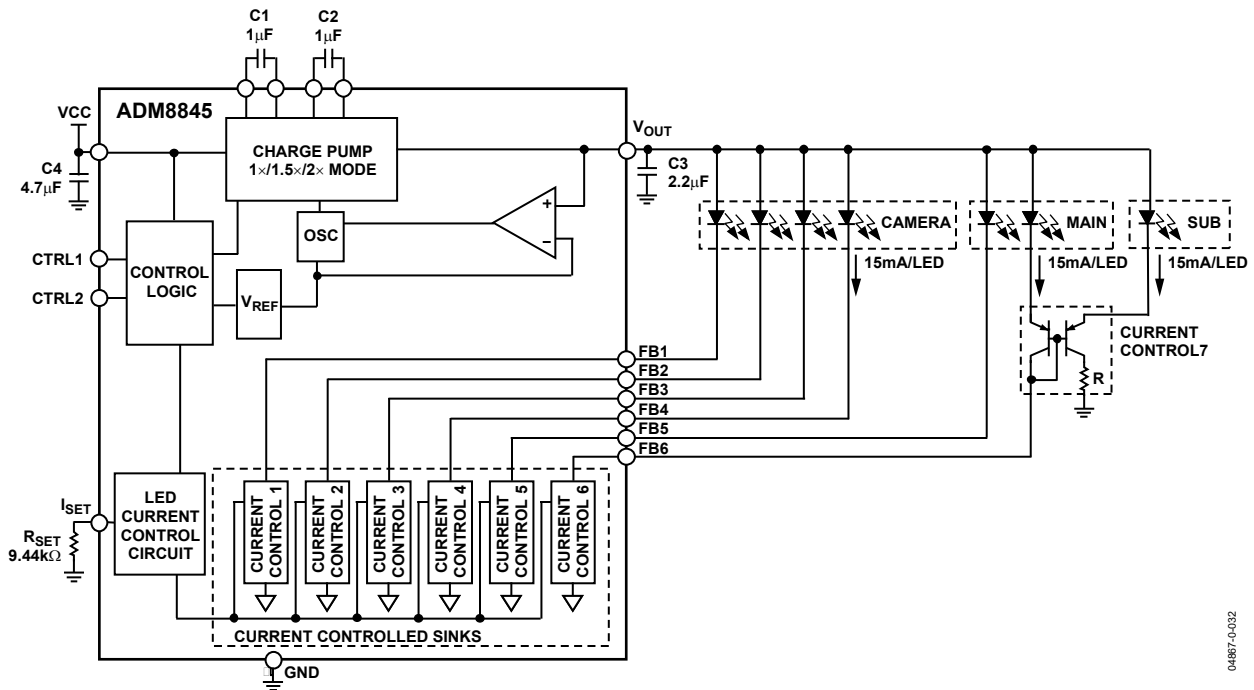 C1
1μF
C2
1μF
ADM8845
VCC
C4
4.7μF
CHARGE PUMP
1×/1.5×/2× MODE
VOUT
C3
2.2μF
OSC
+
–
CTRL1
CTRL2
CONTROL
LOGIC
VREF
CAMERA
MAIN
SUB
15mA/LED
15mA/LED
15mA/LED
CURRENT
CONTROL7
R
FB1
FB2
FB3
FB4
FB5
FB6
ISET
RSET
9.44kΩ
LED
CURRENT
CONTROL
CIRCUIT
CURRENT
CONTROL 1
CURRENT
CONTROL 2
CURRENT
CONTROL 3
CURRENT
CONTROL 4
CURRENT
CONTROL 5
CURRENT
CONTROL 6
CURRENT CONTROLLED SINKS
GND
04867-0-032